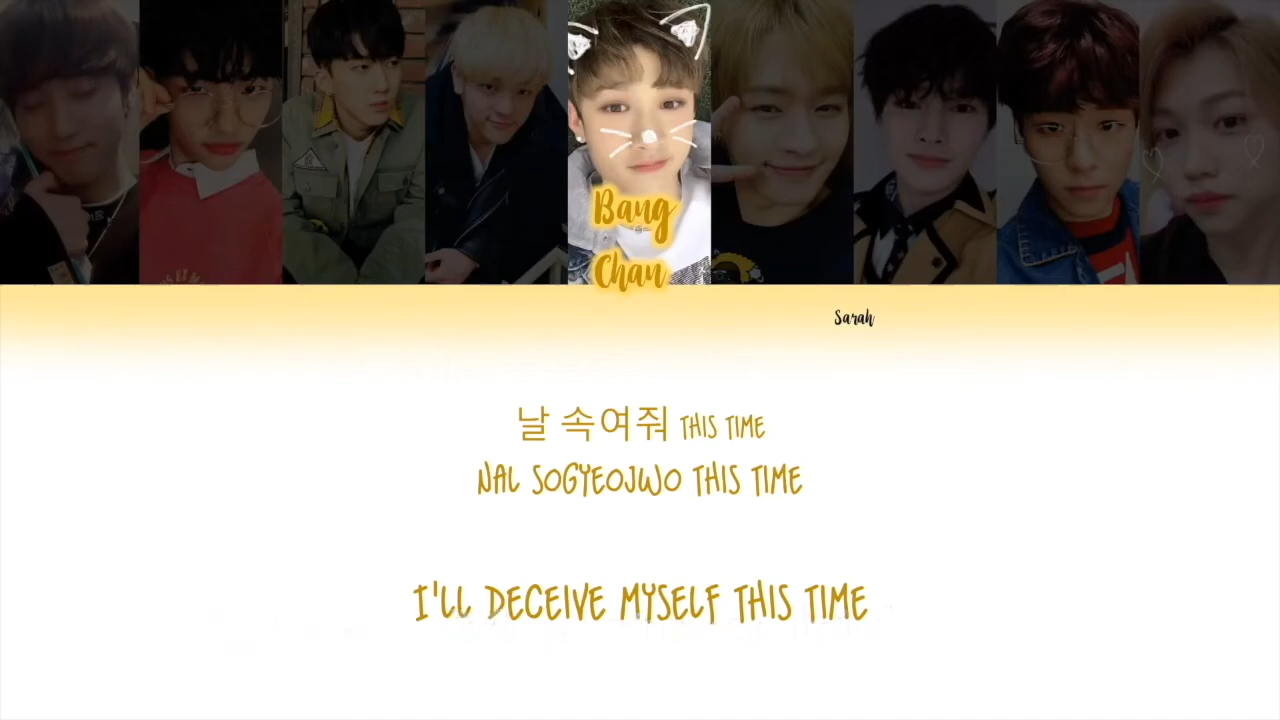 Bang
Chan
Sarah
날 속여줘 THIS TIME
NAL SOGYEOJWO THIS TIME
I'LL DECEIVE MYSELF THIS TIME